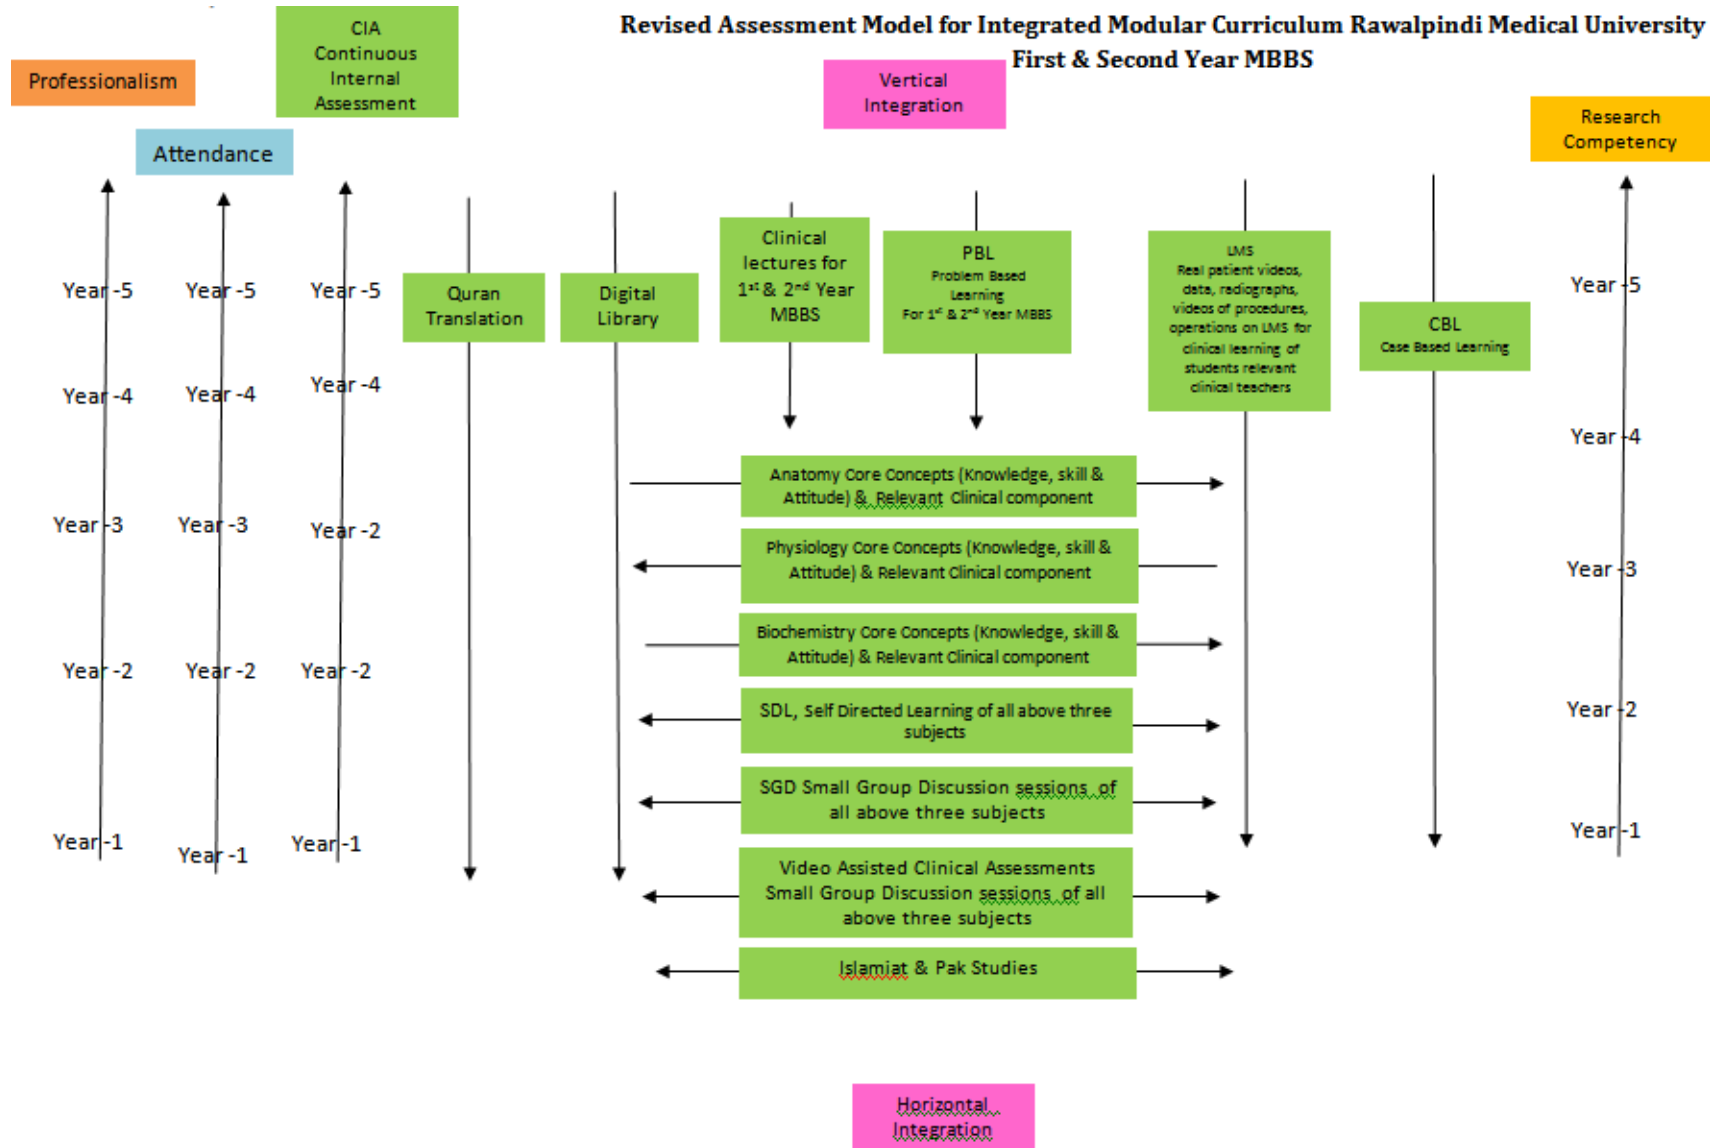 Revised Assessment Model for Integrated Modular Curriculum Rawalpindi Medical University
First & Second Year MBBS
Professionalism
Attendance
CIA
Continuous
Internal
Assessment
Vertical
Integration
Research
Competency
Year -5
Year -4
Year -3
Year -2
Year -1
Year -5
Year -4
Year -3
Year -2
Year -1
Year -5
Year -4
Year -2
Year -2
Year -1
Quran
Translation
Digital
Library
Clinical
lectures for
1st & 2nd Year
MBBS
PBL
Problem Based
Learning
For 1st & 2nd Year MBBS
LMS
Real patient videos,
data, radiographs,
videos of procedures,
operations on LMS for
clinical learning of
students relevant
clinical teachers
CBL
Case Based Learning
Year -5
Year -4
Year -3
Year -2
Year -1
Anatomy Core Concepts (Knowledge, skill &
Attitude) & Relevant Clinical component
Physiology Core Concepts (Knowledge, skill &
Attitude) & Relevant Clinical component
Biochemistry Core Concepts (Knowledge, skill &
Attitude) & Relevant Clinical component
SDL, Self Directed Learning of all above three
subjects
SGD Small Group Discussion sessions of
all above three subjects
Video Assisted Clinical Assessments
Small Group Discussion sessions of all
above three subjects
Islamiat & Pak Studies
Horizontal
Integration